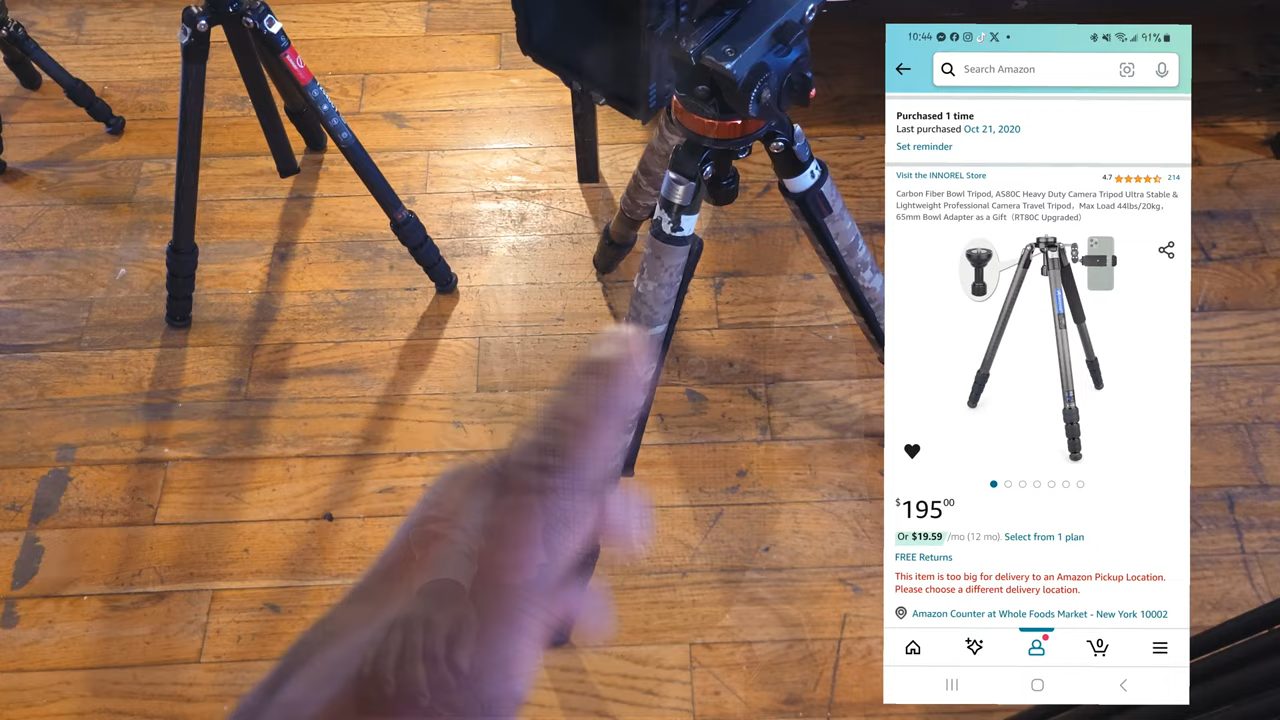 10:44
91%
Search Amazon
Purchased 1 time
Last purchased Oct 21, 2020
Set reminder
Visit the INNOREL Store
4.7
214
Carbon Fiber Bowl Tripod, AS80C Heavy Duty Camera Tripod Ultra Stable &
Lightweight Professional Camera Travel Tripod, Max Load 44lbs/20kg,
65mm Bowl Adapter as a Gift（RT80C Upgraded）
$195.00
Or $19.59 /mo (12 mo). Select from 1 plan
FREE Returns
This item is too big for delivery to an Amazon Pickup Location.
Please choose a different delivery location.
Amazon Counter at Whole Foods Market - New York 10002
0